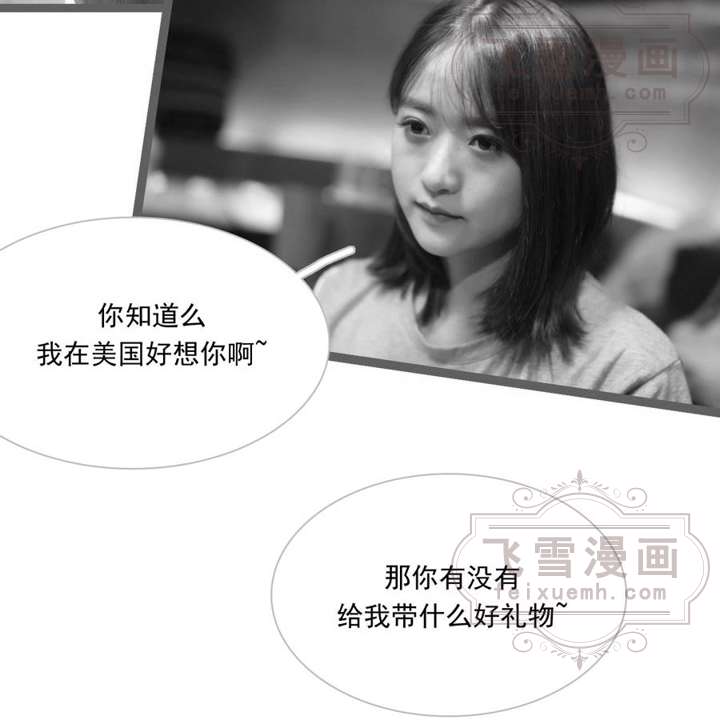 飞雪漫画
feixuemh.com
你知道么
我在美国好想你啊~
飞雪漫画
feixuemh.com
那你有没有
给我带什么好礼物~